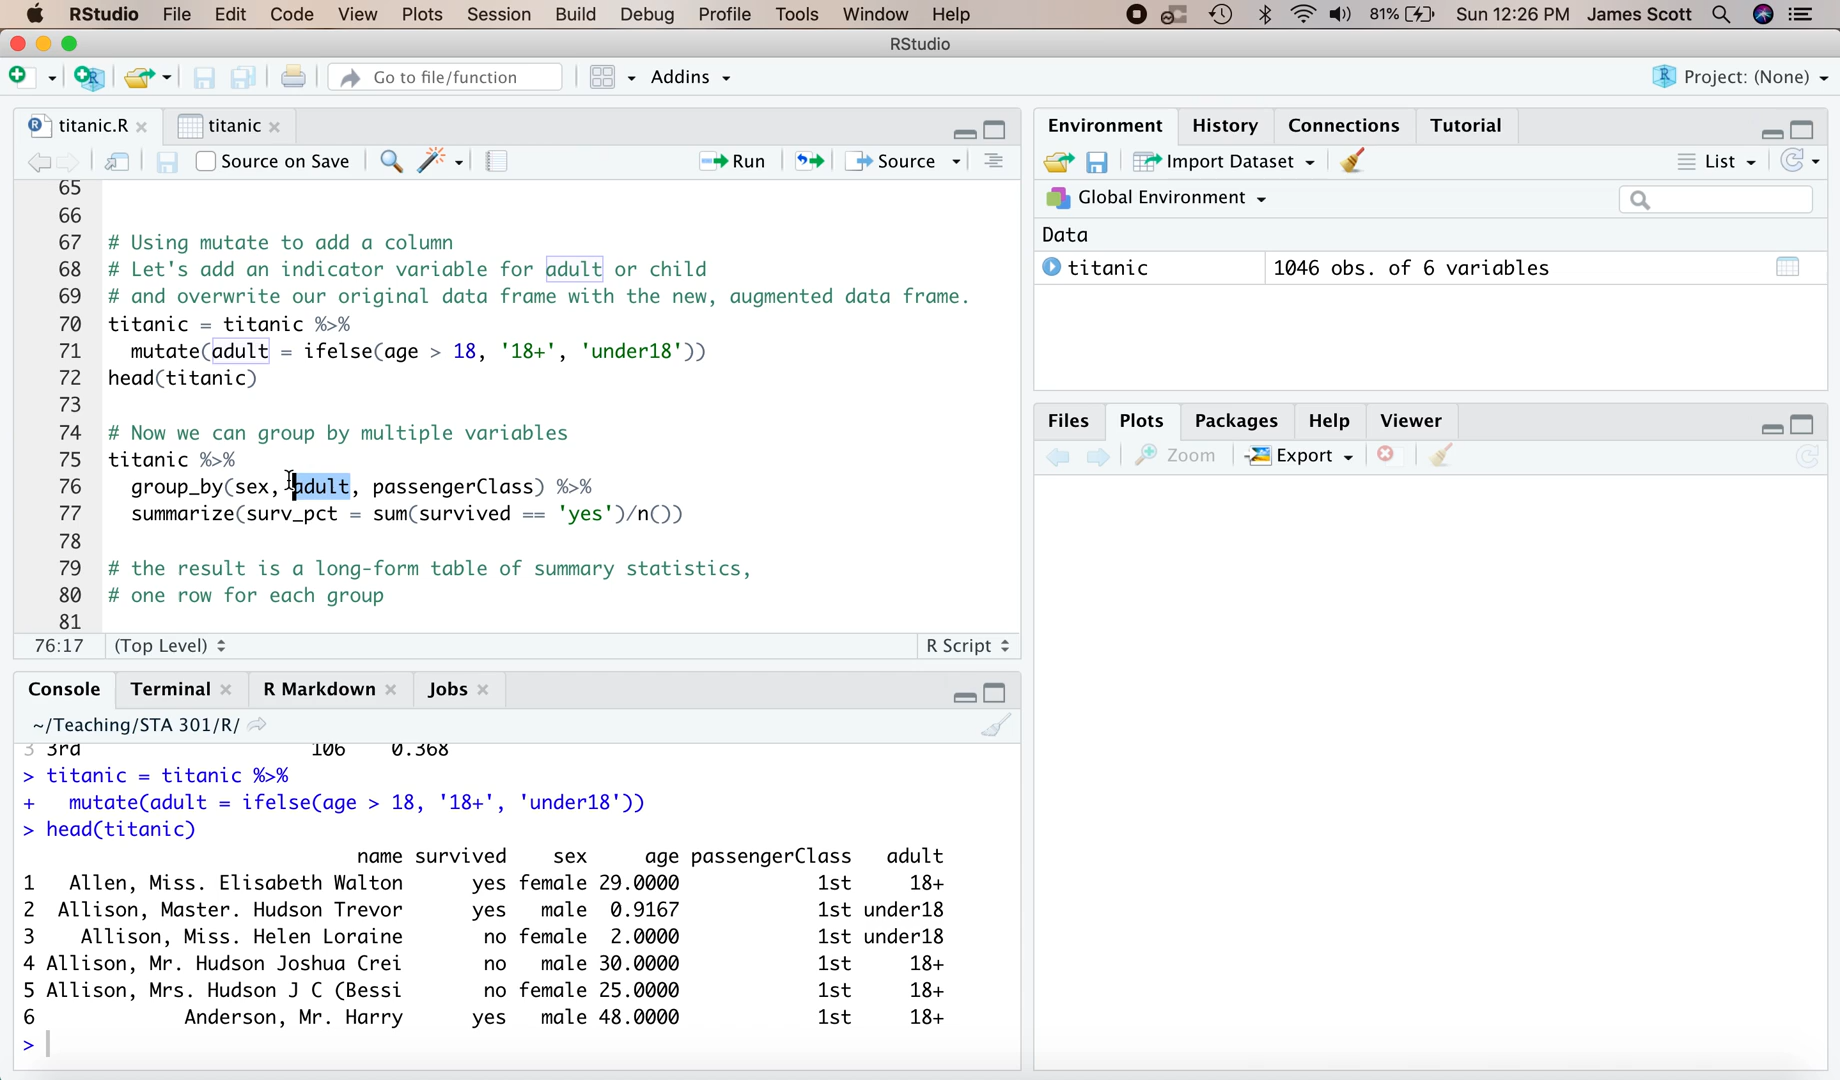 RStudio File Edit Code View Plots Session Build Debug Profile Tools Window Help 81% Sun 12:26 PM James Scott
RStudio
Go to file/function Addins Project: (None)
titanic.R titanic
Source on Save Run Source
65
66
67 # Using mutate to add a column
68 # Let's add an indicator variable for adult or child
69 # and overwrite our original data frame with the new, augmented data frame.
70 titanic = titanic %>%
71 mutate(adult = ifelse(age > 18, '18+', 'under18'))
72 head(titanic)
73
74 # Now we can group by multiple variables
75 titanic %>%
76 group_by(sex, adult, passengerClass) %>%
77 summarize(surv_pct = sum(survived == 'yes')/n())
78
79 # the result is a long-form table of summary statistics,
80 # one row for each group
81
76:17 (Top Level) R Script
Console Terminal R Markdown Jobs
~/Teaching/STA 301/R/
3 3rd 106 0.368
> titanic = titanic %>%
+ mutate(adult = ifelse(age > 18, '18+', 'under18'))
> head(titanic)
name survived sex age passengerClass adult
1 Allen, Miss. Elisabeth Walton yes female 29.0000 1st 18+
2 Allison, Master. Hudson Trevor yes male 0.9167 1st under18
3 Allison, Miss. Helen Loraine no female 2.0000 1st under18
4 Allison, Mr. Hudson Joshua Crei no male 30.0000 1st 18+
5 Allison, Mrs. Hudson J C (Bessi no female 25.0000 1st 18+
6 Anderson, Mr. Harry yes male 48.0000 1st 18+
>
Environment History Connections Tutorial
Import Dataset List
Global Environment
Data
titanic 1046 obs. of 6 variables
Files Plots Packages Help Viewer
Zoom Export